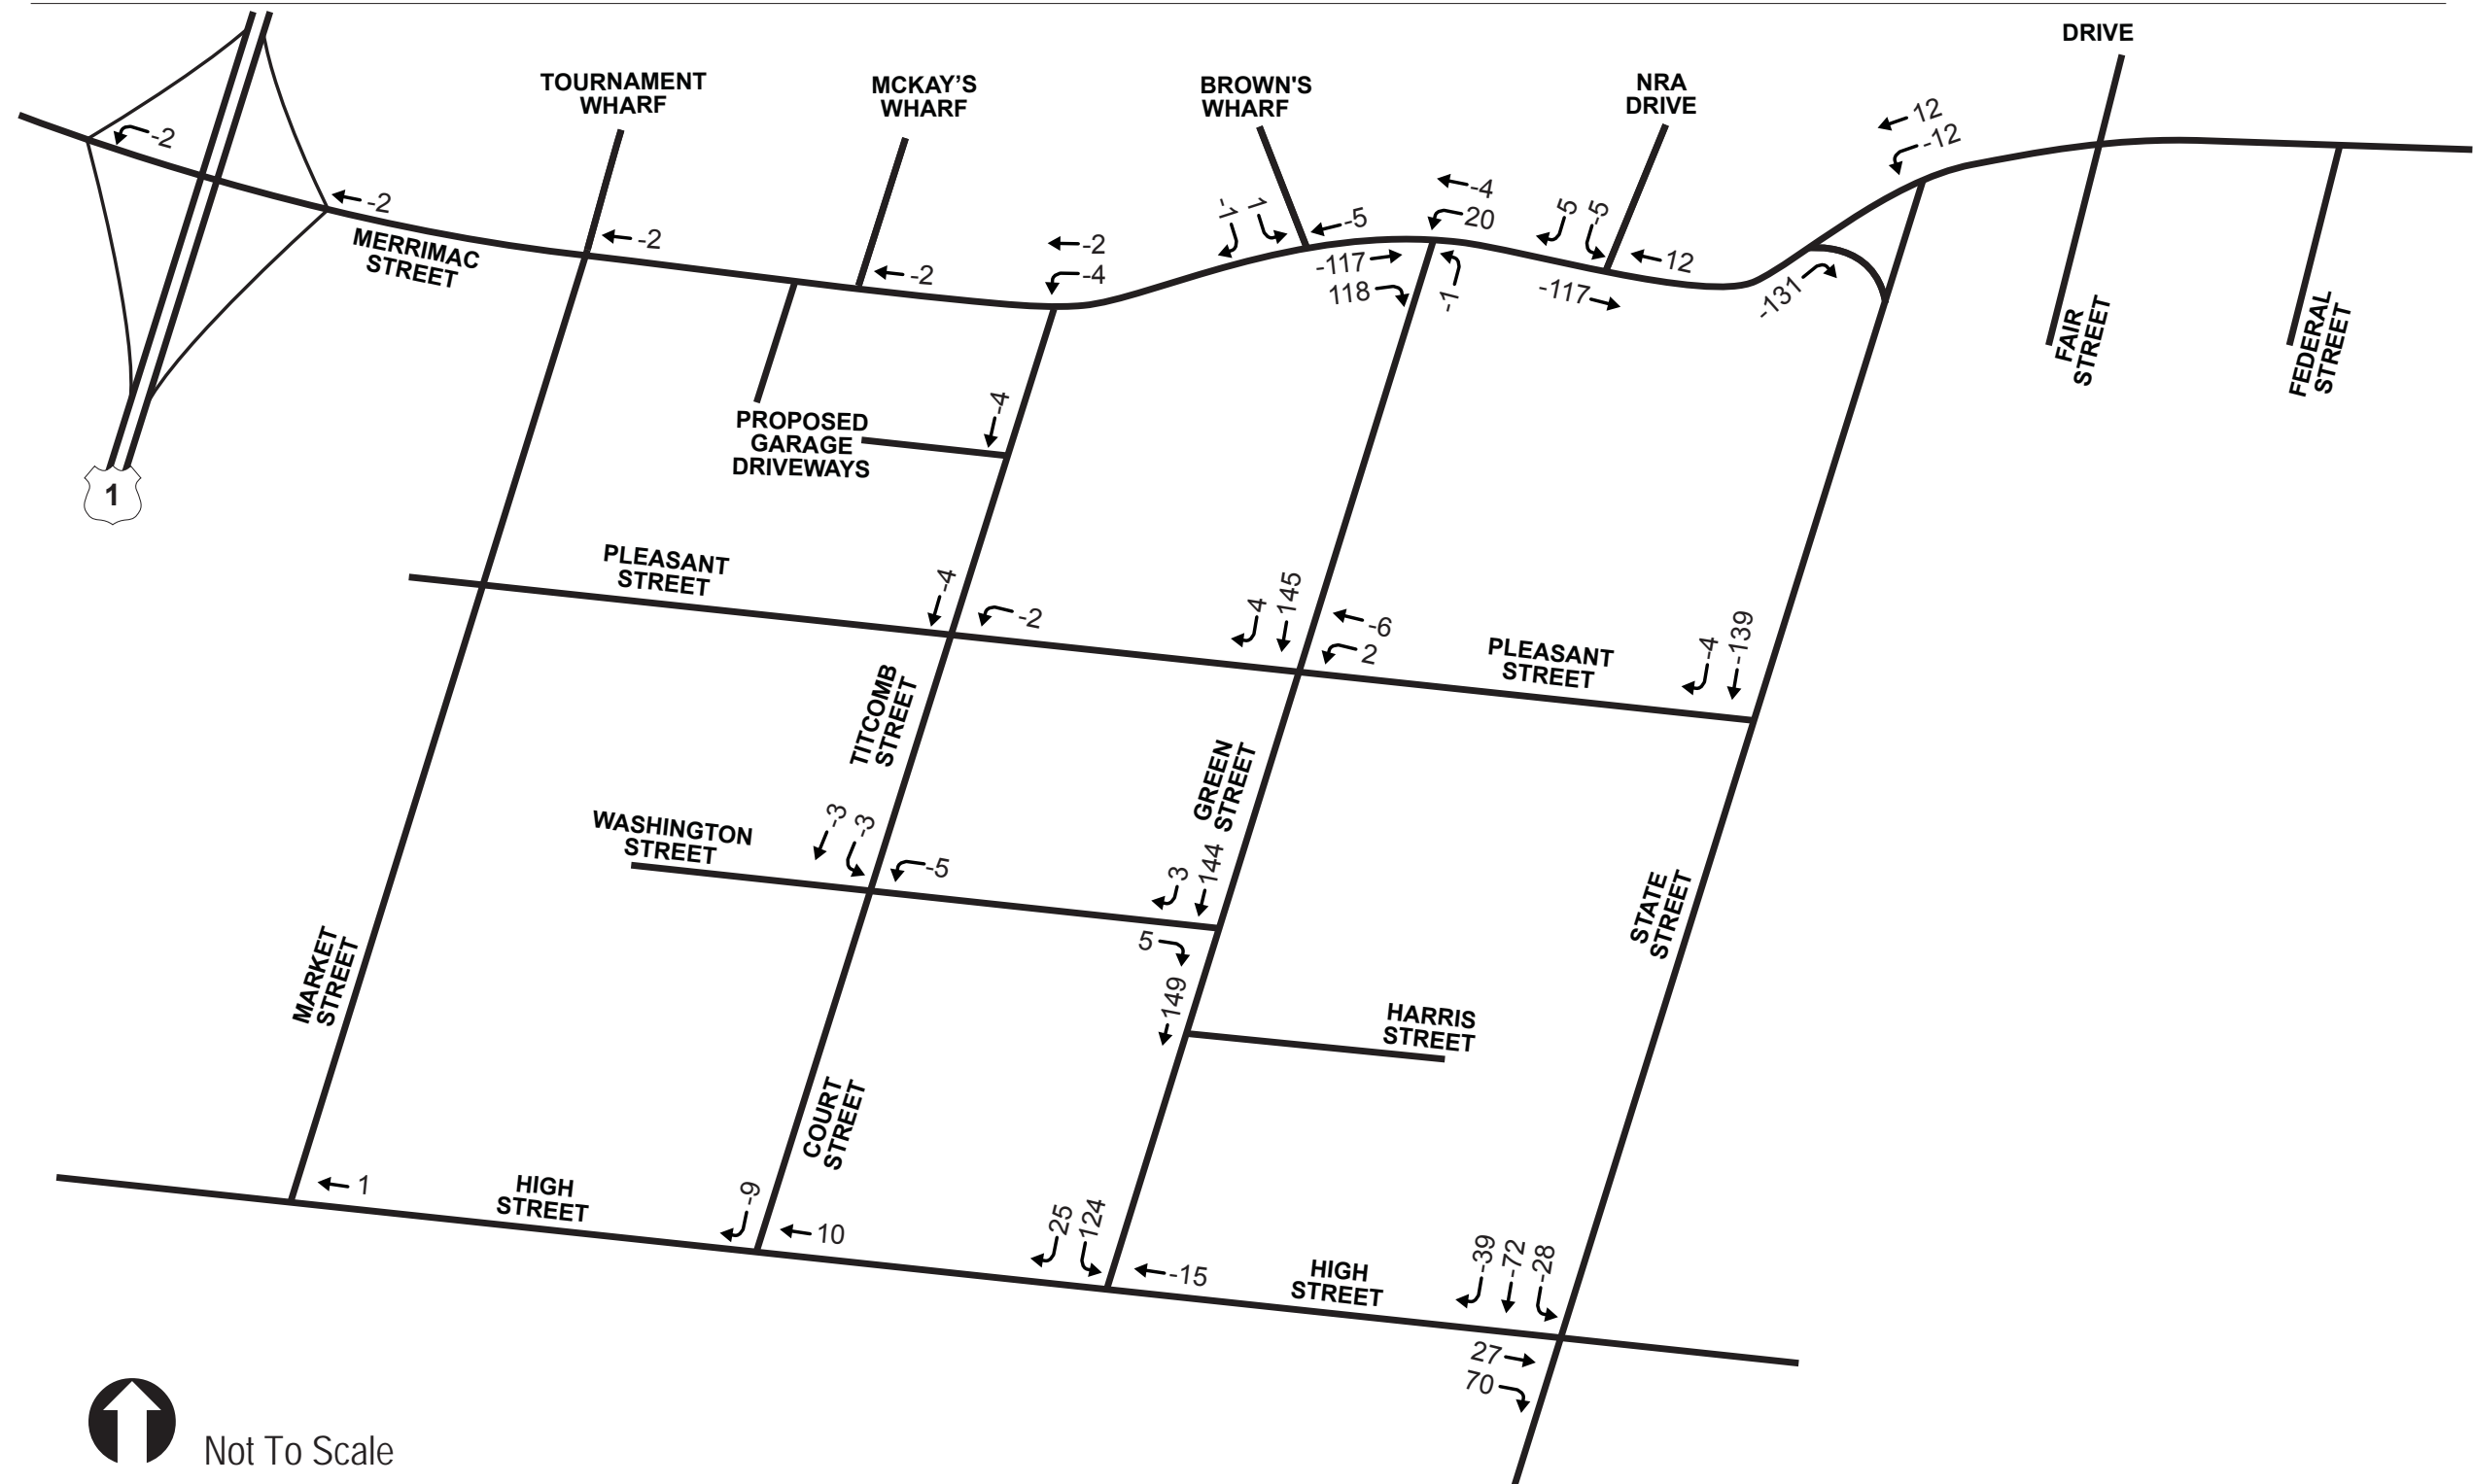 DRIVE
TOURNAMENT
WHARF
MCKAY'S
WHARF
BROWN'S
WHARF
NRA
DRIVE
12
-12
-2
-2
-2
-2
-2
-4
-1
1
-5
-4
20
5
-5
12
-117
118
-1
-117
-131
MERRIMAC
STREET
FAIR
STREET
FEDERAL
STREET
-4
PROPOSED
GARAGE
DRIVEWAYS
1
PLEASANT
STREET
-4
-2
4
145
-6
2
PLEASANT
STREET
-4
-139
TITCOMB
STREET
GREEN
STREET
WASHINGTON
STREET
-3
-3
-5
3
144
5
149
STATE
STREET
MARKET
STREET
HARRIS
STREET
COURT
STREET
1
HIGH
STREET
-9
10
25
124
-15
HIGH
STREET
-39
-72
-28
27
70
Not To Scale